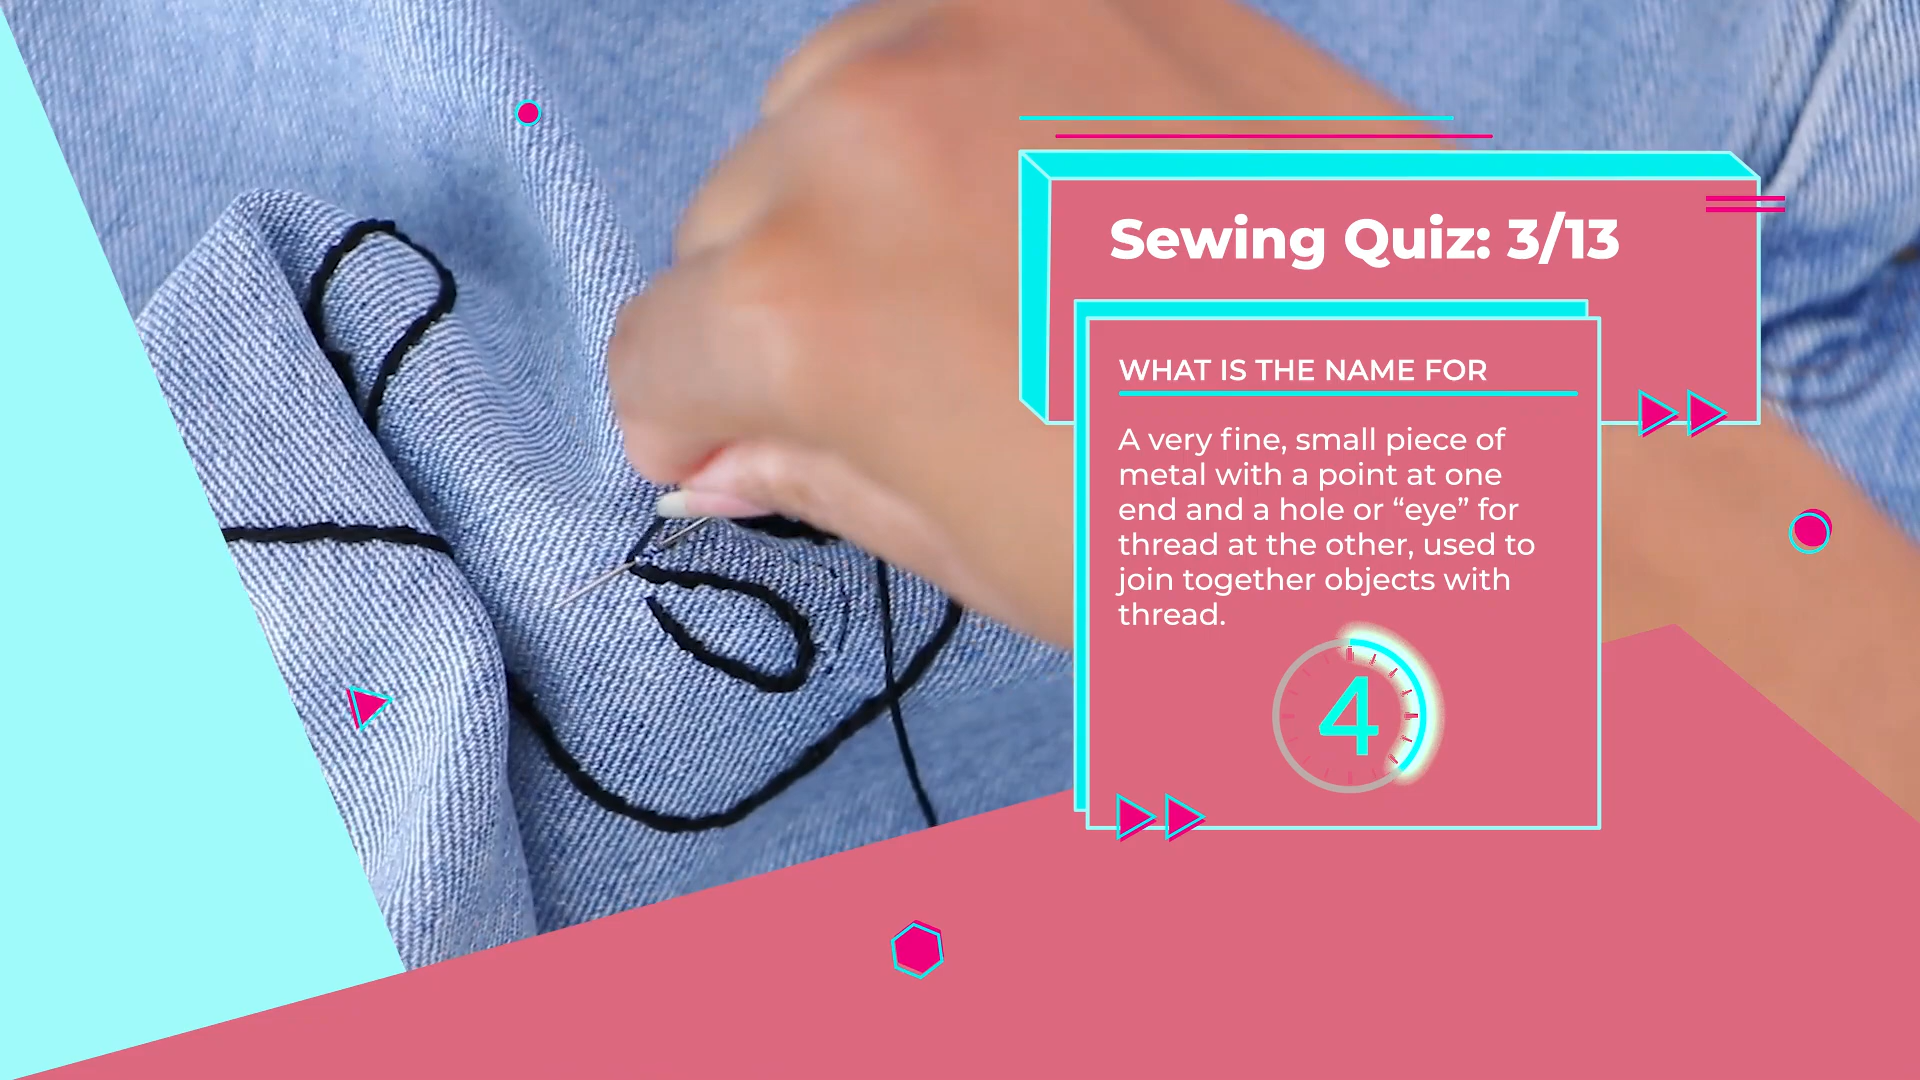 Sewing Quiz: 3/13
WHAT IS THE NAME FOR
A very fine, small piece of
metal with a point at one
end and a hole or “eye” for
thread at the other, used to
join together objects with
thread.
4